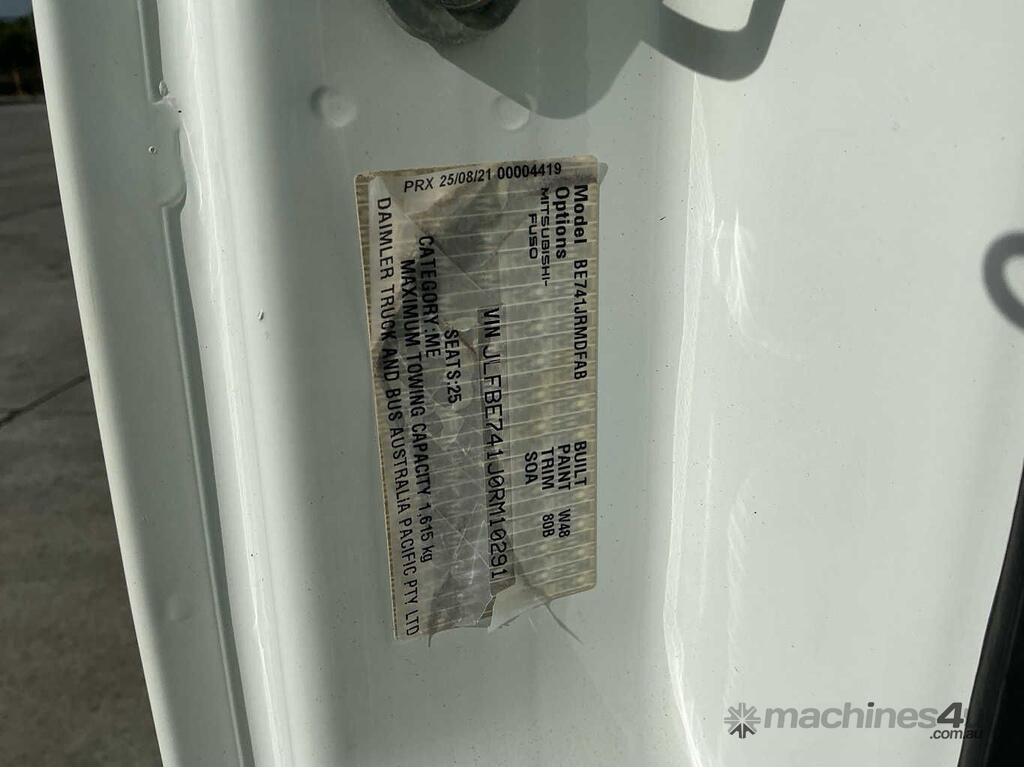 PRX 25/08/21 00004419
Model BE741JRMDFAB
Options
MITSUBISHI-
FUSO
BUILT
PAINT W48
TRIM 80B
SOA
VIN JLFBE741J0RM10291
SEATS:25
CATEGORY:ME
MAXIMUM TOWING CAPACITY 1,615 kg
DAIMLER TRUCK AND BUS AUSTRALIA PACIFIC PTY LTD
machines4u
.com.au